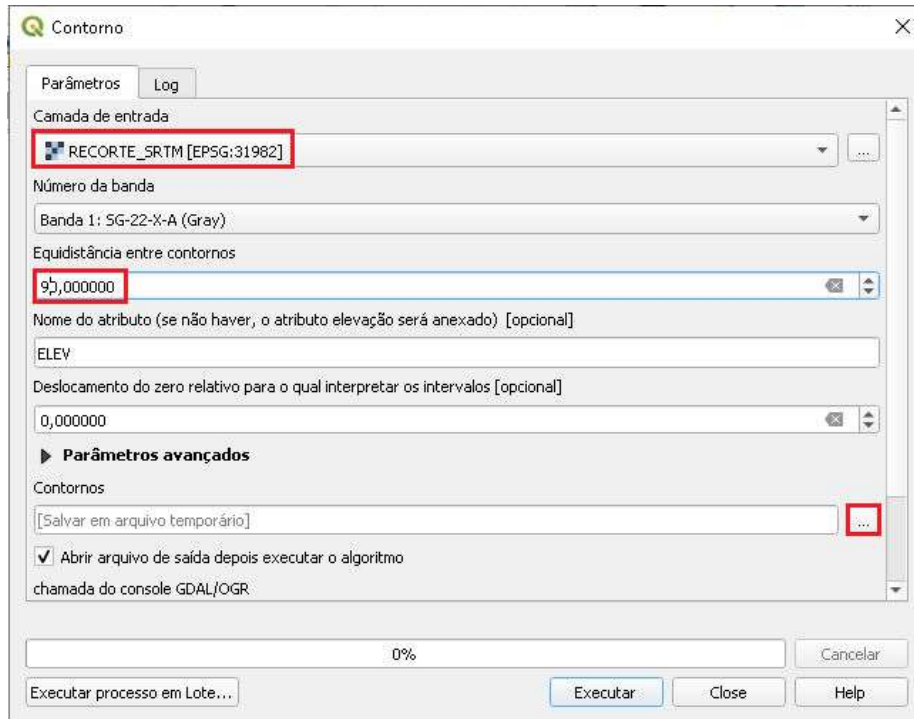 Contorno
Parâmetros Log
Camada de entrada
RECORTE_SRTM [EPSG:31982] ...
Número da banda
Banda 1: SG-22-X-A (Gray)
Equidistância entre contornos
Nome do atributo (se não haver, o atributo elevação será anexado) [opcional]
ELEV
Deslocamento do zero relativo para o qual interpretar os intervalos [opcional]
0,000000
Parâmetros avançados
Contornos
[Salvar em arquivo temporário] ...
Abrir arquivo de saída depois executar o algoritmo
chamada do console GDAL/OGR
0% Cancelar
Executar processo em Lote... Executar Close Help